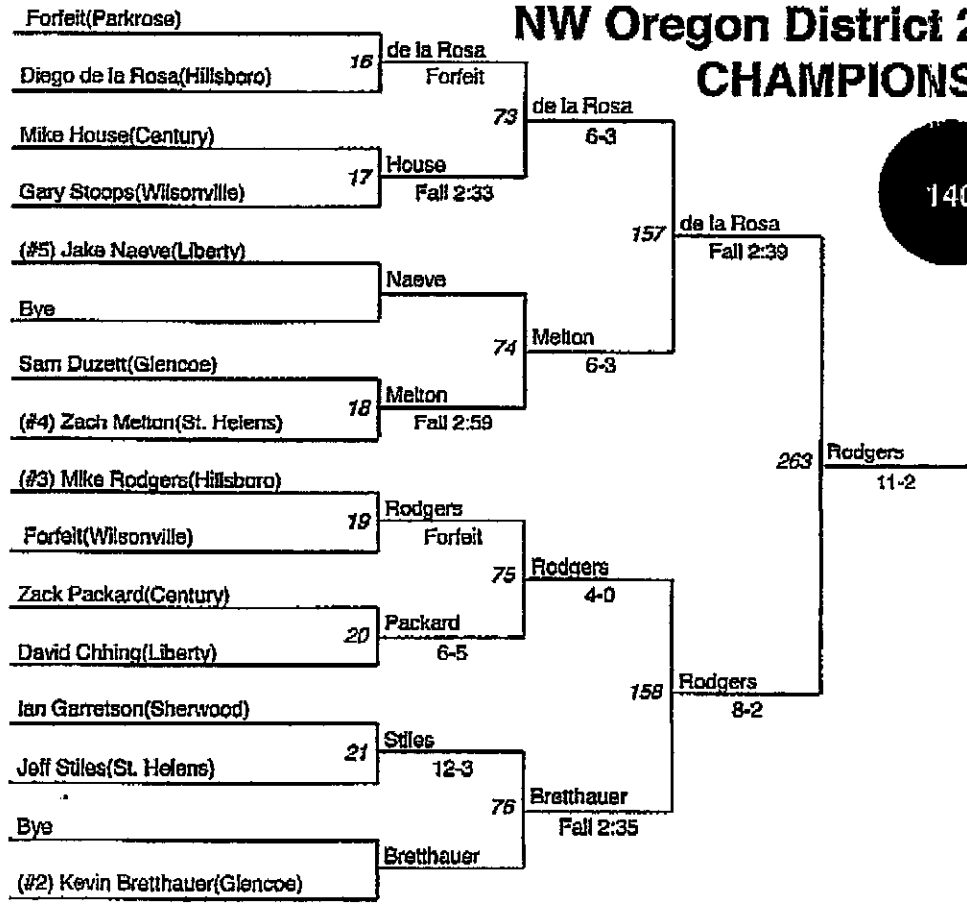 NW Oregon District 2
CHAMPIONS
140
Forfeit(Parkrose)
16
Diego de la Rosa(Hillsboro)
de la Rosa
Forfeit
Mike House(Century)
17
Gary Stoops(Wilsonville)
House
Fall 2:33
73
de la Rosa
6-3
(#5) Jake Naeve(Liberty)
Bye
Naeve
Sam Duzett(Glencoe)
18
(#4) Zach Melton(St. Helens)
Melton
Fall 2:59
74
Melton
6-3
157
de la Rosa
Fall 2:39
(#3) Mike Rodgers(Hillsboro)
19
Forfeit(Wilsonville)
Rodgers
Forfeit
Zack Packard(Century)
20
David Chhing(Liberty)
Packard
6-5
75
Rodgers
4-0
Ian Garretson(Sherwood)
21
Jeff Stiles(St. Helens)
Stiles
12-3
Bye
(#2) Kevin Bretthauer(Glencoe)
Bretthauer
76
Bretthauer
Fall 2:35
158
Rodgers
8-2
263
Rodgers
11-2